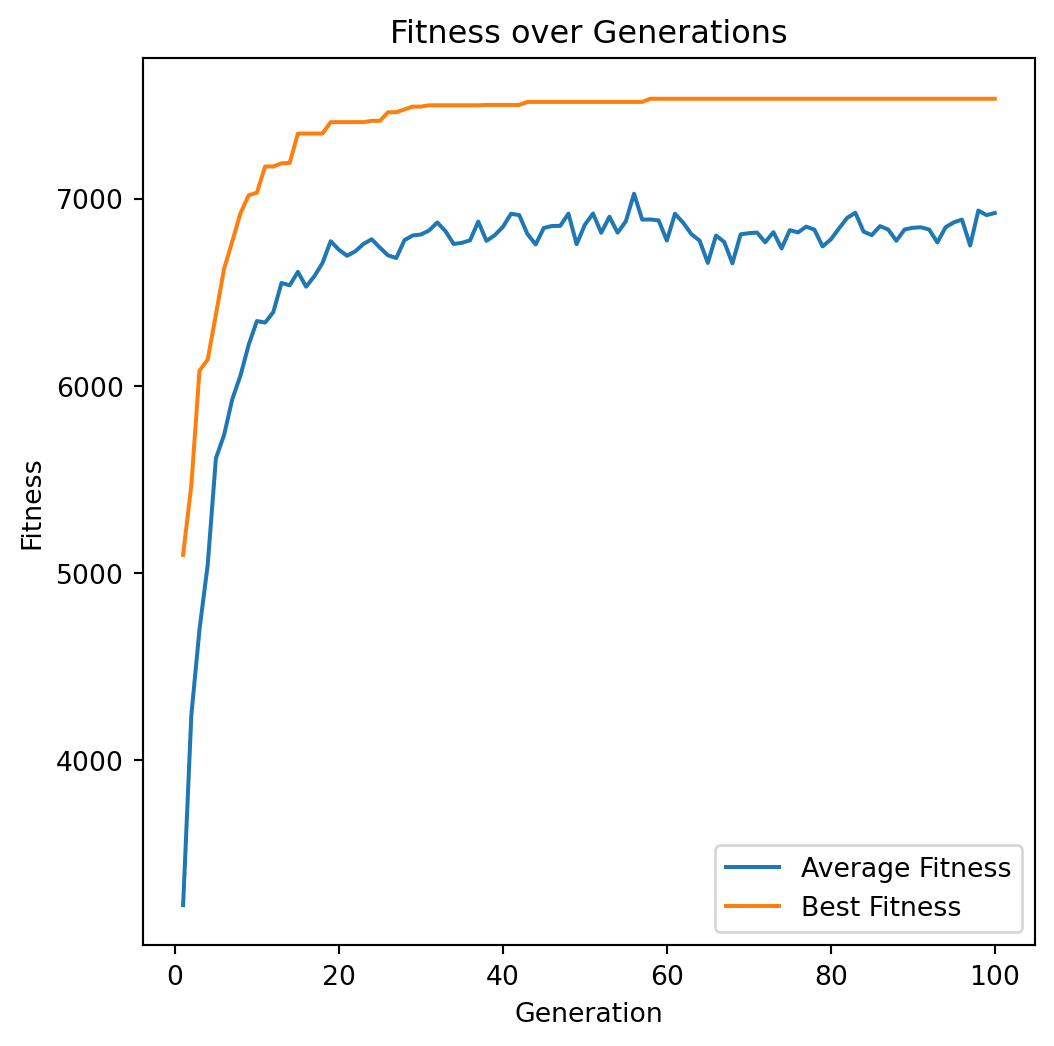 Fitness over Generations
Fitness
7000
6000
5000
4000
0 20 40 60 80 100
Generation
Average Fitness
Best Fitness